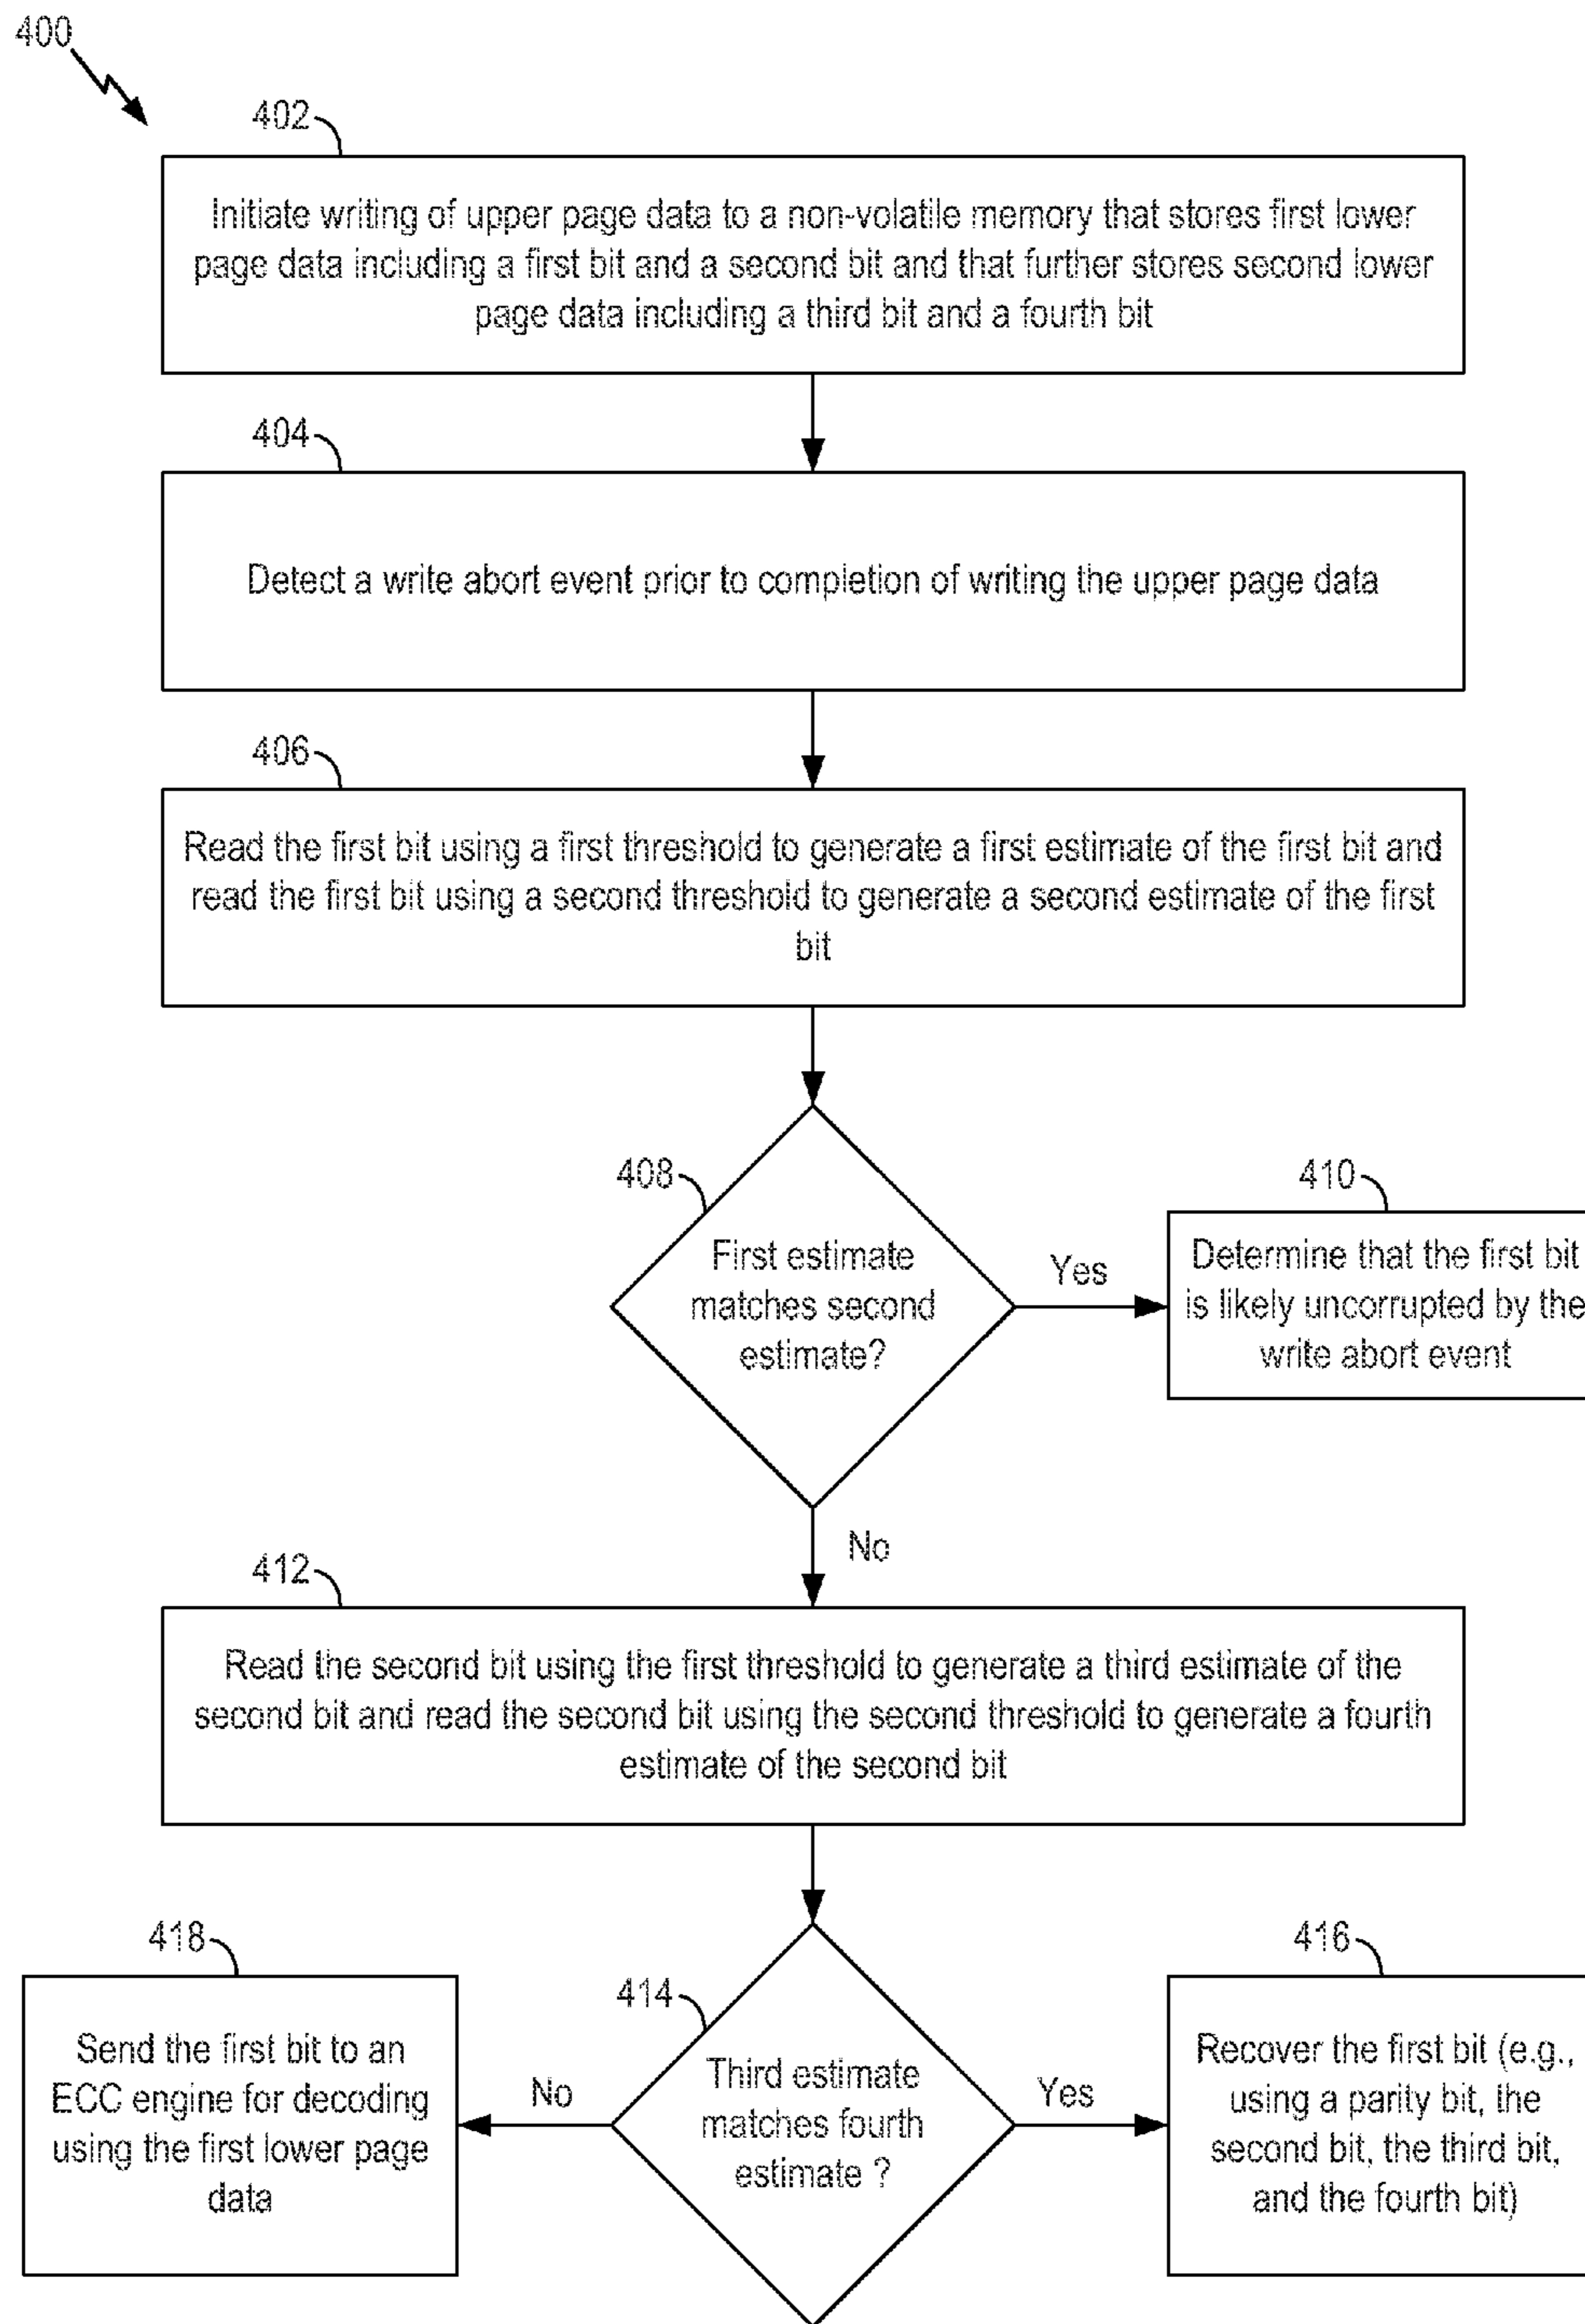 400
402
Initiate writing of upper page data to a non-volatile memory that stores first lower
page data including a first bit and a second bit and that further stores second lower
page data including a third bit and a fourth bit
404
Detect a write abort event prior to completion of writing the upper page data
406
Read the first bit using a first threshold to generate a first estimate of the first bit and
read the first bit using a second threshold to generate a second estimate of the first
bit
408
First estimate
matches second
estimate?
Yes
410
Determine that the first bit
is likely uncorrupted by the
write abort event
No
412
Read the second bit using the first threshold to generate a third estimate of the
second bit and read the second bit using the second threshold to generate a fourth
estimate of the second bit
414
Third estimate
matches fourth
estimate ?
No
418
Send the first bit to an
ECC engine for decoding
using the first lower page
data
Yes
416
Recover the first bit (e.g.,
using a parity bit, the
second bit, the third bit,
and the fourth bit)